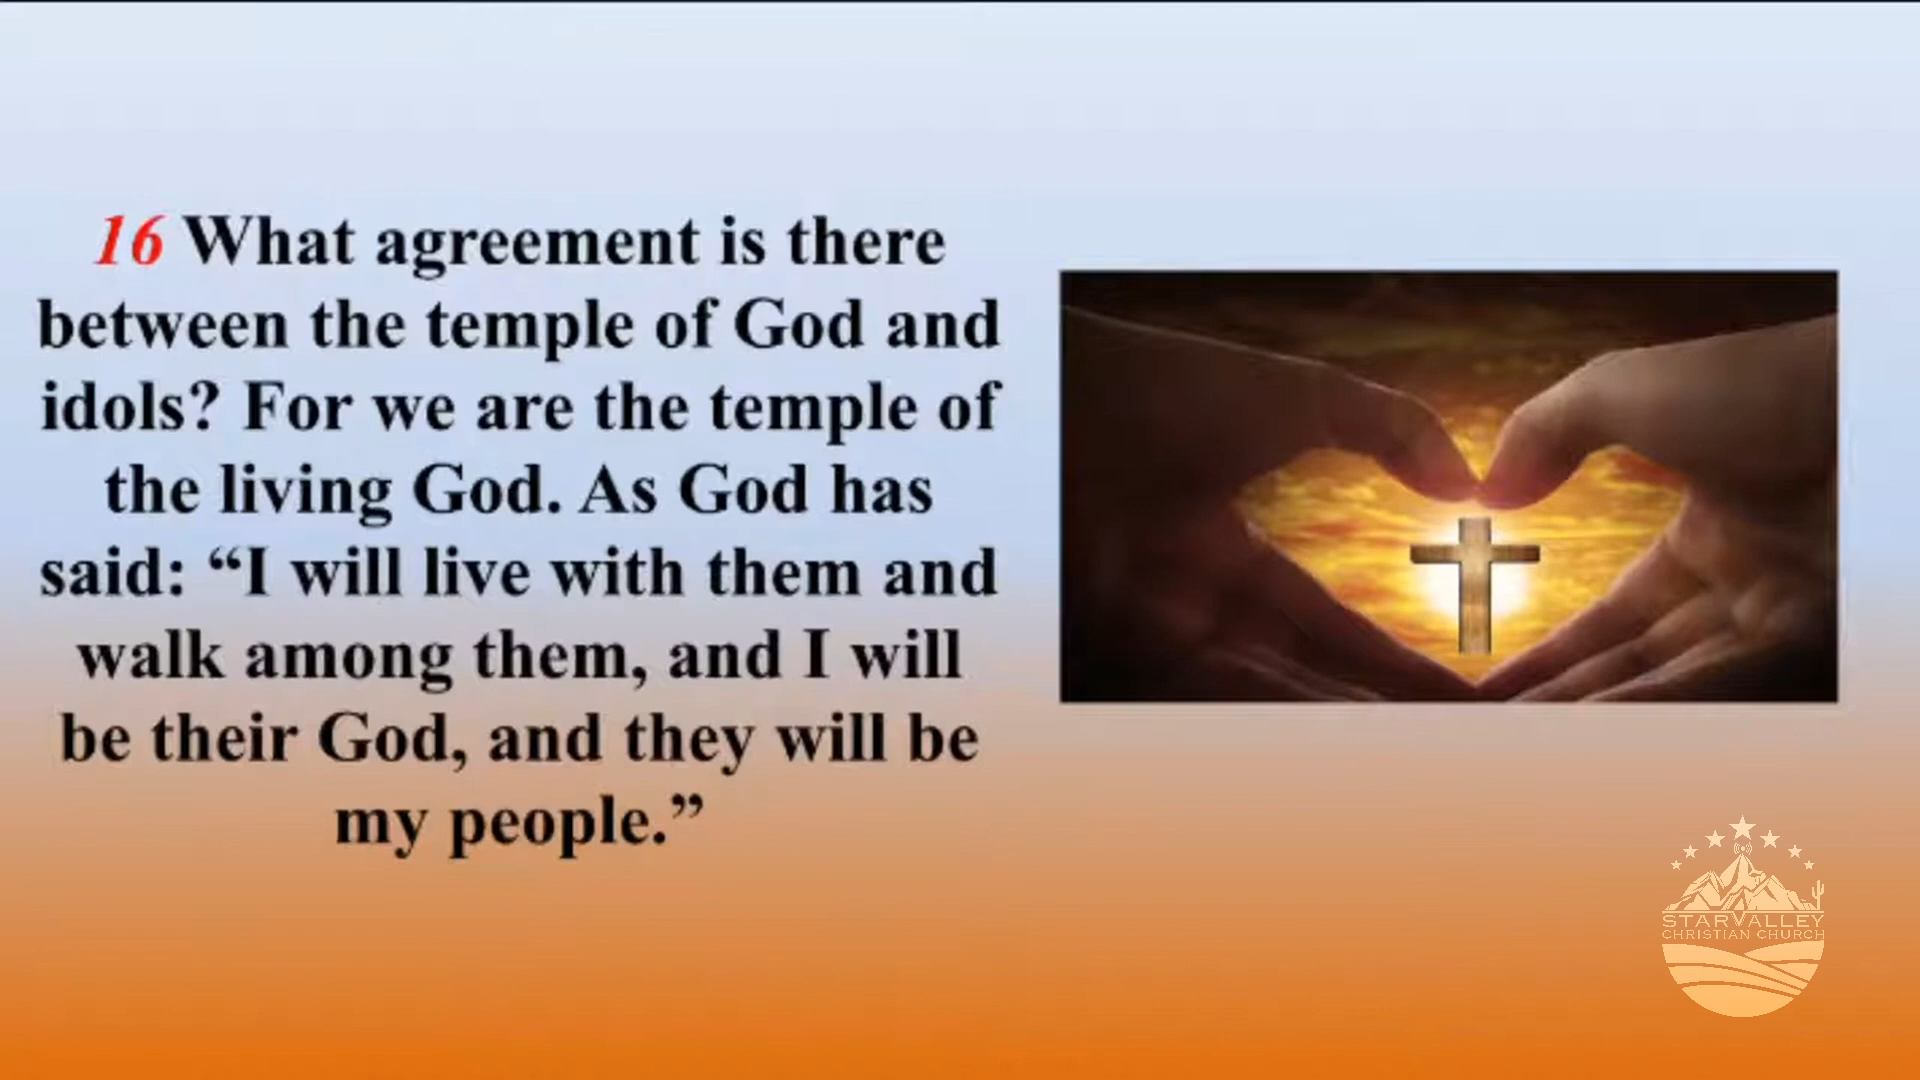 16 What agreement is there
between the temple of God and
idols? For we are the temple of
the living God. As God has
said: “I will live with them and
walk among them, and I will
be their God, and they will be
my people.”
STAR VALLEY
CHRISTIAN CHURCH